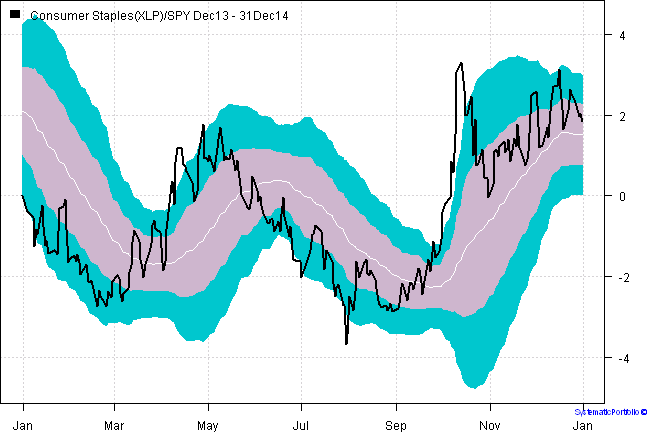 Consumer Staples(XLP)/SPY Dec13 - 31Dec14
4
2
0
-2
-4
Jan Mar May Jul Sep Nov Jan
SystematicPortfolio ©